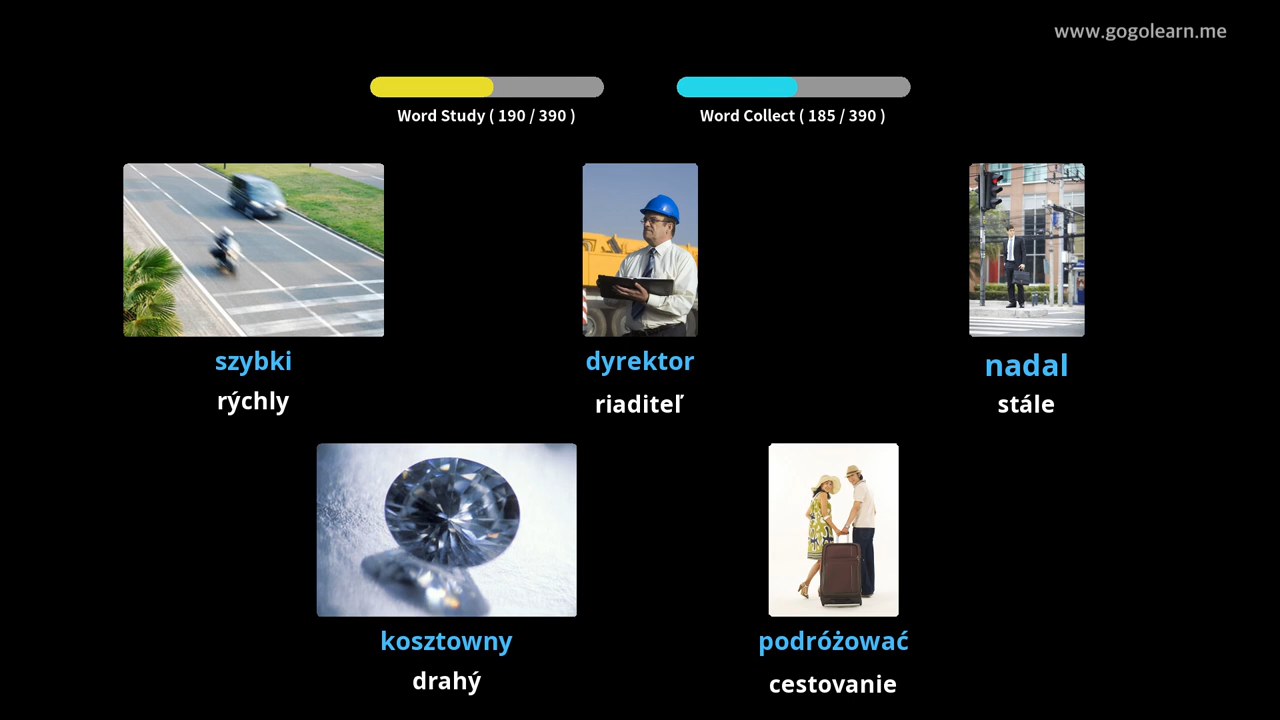 www.gogolearn.me
Word Study ( 190 / 390 )
Word Collect ( 185 / 390 )
szybki
rýchly
dyrektor
riaditeľ
nadal
stále
kosztowny
drahý
podróżować
cestovanie